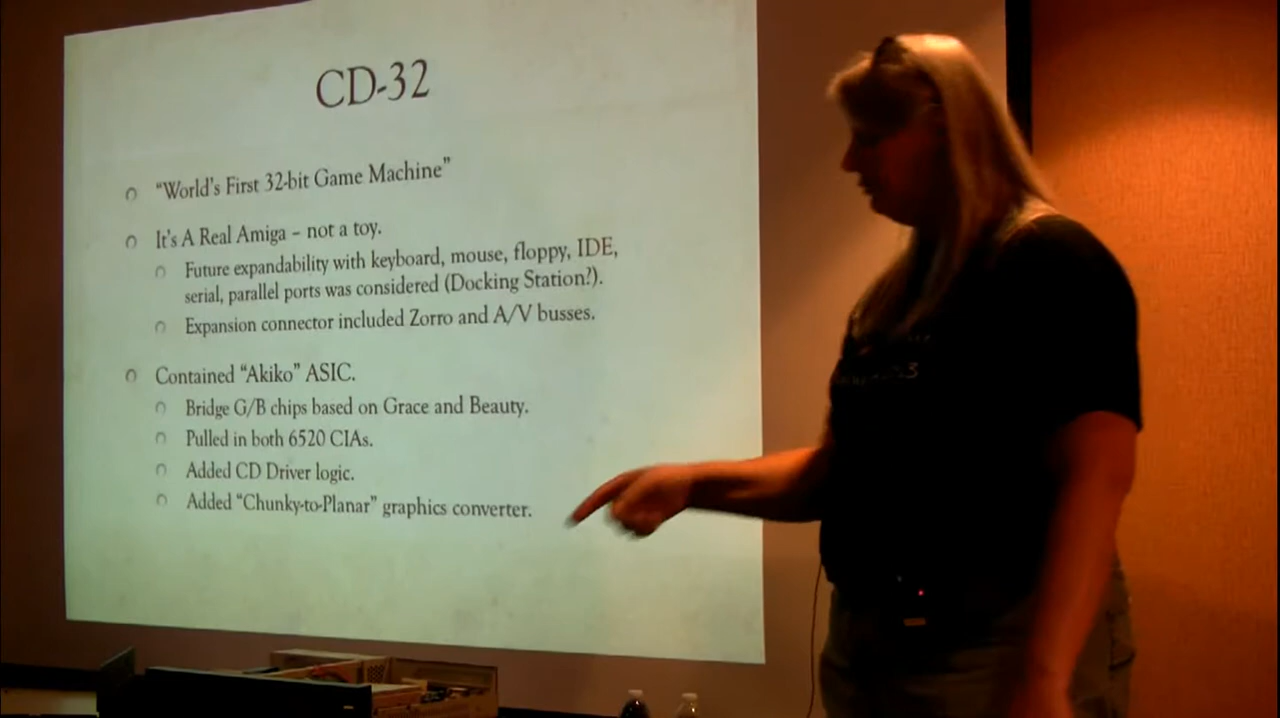 CD-32
"World's First 32-bit Game Machine"
It's A Real Amiga – not a toy.
Future expandability with keyboard, mouse, floppy, IDE,
serial, parallel ports was considered (Docking Station?).
Expansion connector included Zorro and A/V busses.
Contained "Akiko" ASIC.
Bridge G/B chips based on Grace and Beauty.
Pulled in both 6520 CIAs.
Added CD Driver logic.
Added "Chunky-to-Planar" graphics converter.